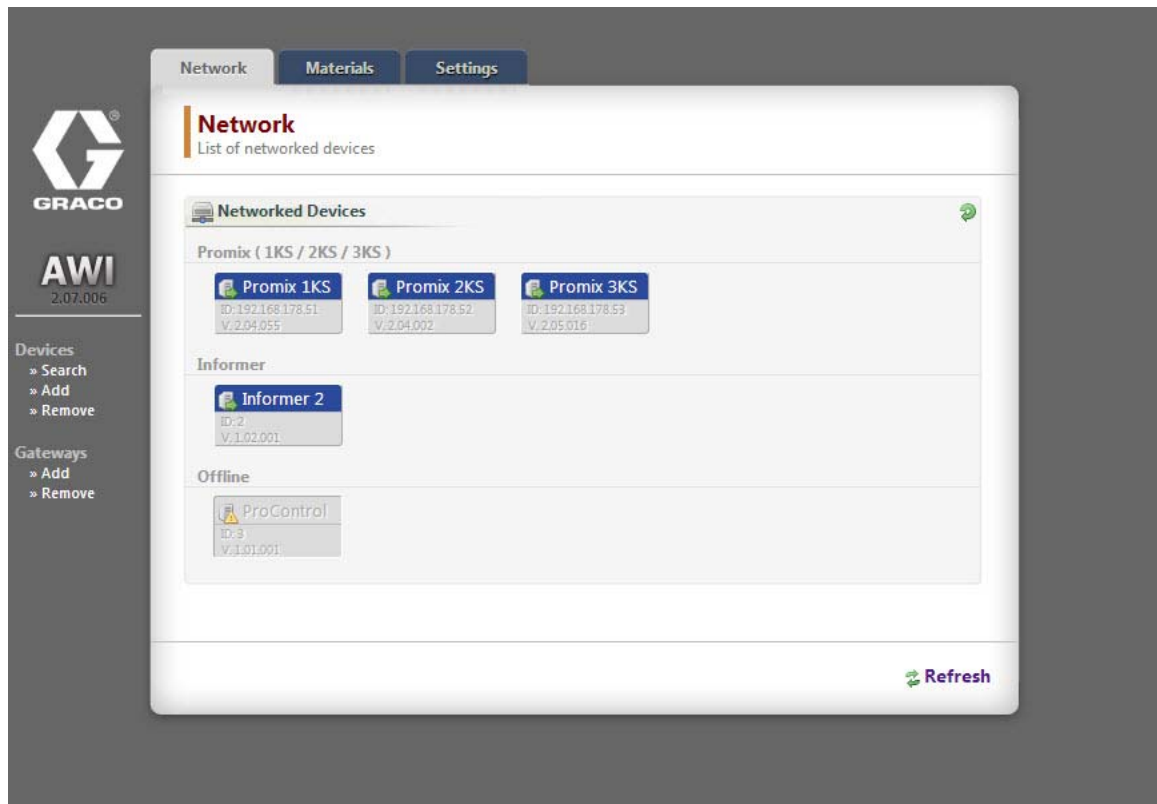 Network Materials Settings
Network
List of networked devices
®
GRACO
AWI
2.07.006
Devices
» Search
» Add
» Remove
Gateways
» Add
» Remove
Networked Devices
Promix ( 1KS / 2KS / 3KS )
Promix 1KS
ID: 192.168.178.51
V. 2.04.055
Promix 2KS
ID: 192.168.178.52
V. 2.04.002
Promix 3KS
ID: 192.168.178.53
V. 2.05.016
Informer
Informer 2
ID: 2
V. 1.02.001
Offline
ProControl
ID: 3
V. 1.01.001
Refresh